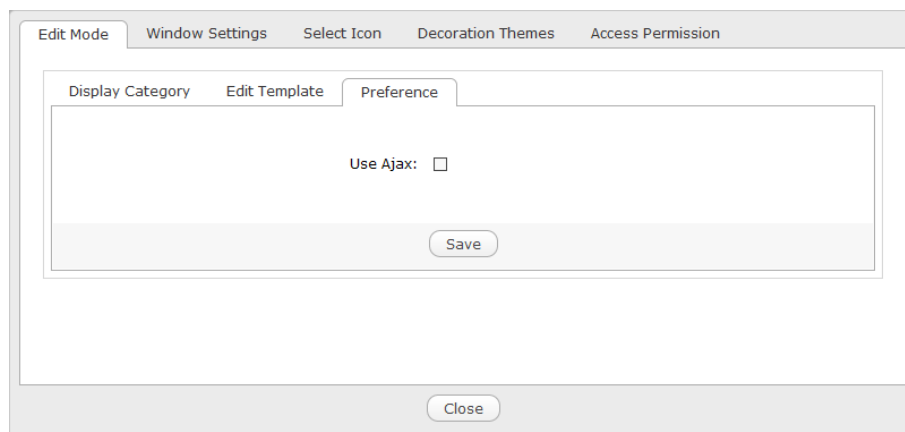 Edit Mode Window Settings Select Icon Decoration Themes Access Permission
Display Category Edit Template Preference
Use Ajax:
Save
Close